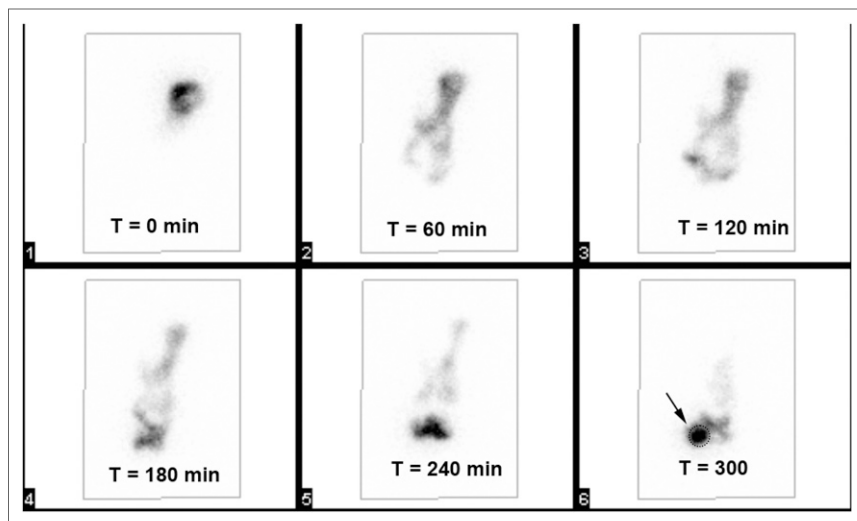 T = 0 min
1
T = 60 min
2
T = 120 min
3
T = 180 min
4
T = 240 min
5
T = 300
6